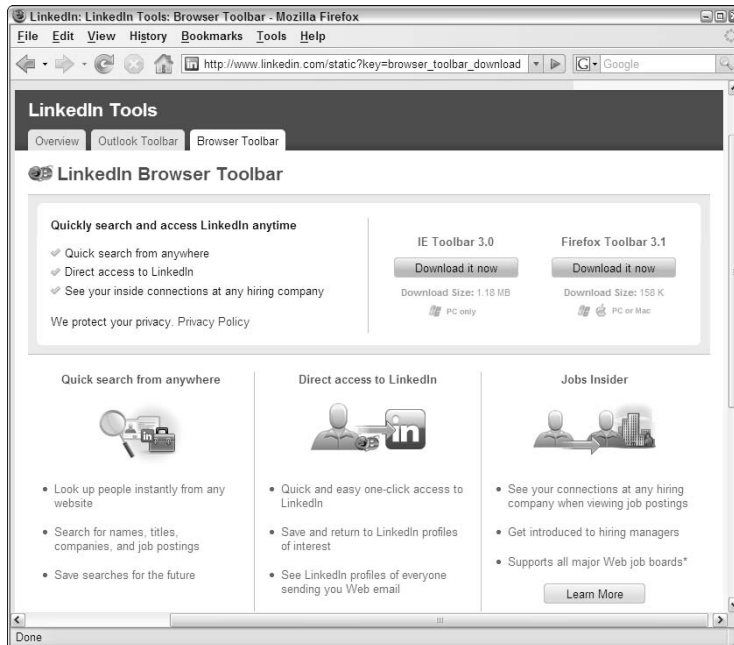 LinkedIn: LinkedIn Tools: Browser Toolbar - Mozilla Firefox
File Edit View History Bookmarks Tools Help
in http://www.linkedin.com/static?key=browser_toolbar_download G Google
LinkedIn Tools
Overview Outlook Toolbar Browser Toolbar
LinkedIn Browser Toolbar
Quickly search and access LinkedIn anytime
Quick search from anywhere
Direct access to LinkedIn
See your inside connections at any hiring company
We protect your privacy. Privacy Policy
IE Toolbar 3.0
Download it now
Download Size: 1.18 MB
PC only
Firefox Toolbar 3.1
Download it now
Download Size: 158 K
PC or Mac
Quick search from anywhere
in
• Look up people instantly from any
website
• Search for names, titles,
companies, and job postings
• Save searches for the future
Direct access to LinkedIn
in
• Quick and easy one-click access to
LinkedIn
• Save and return to LinkedIn profiles
of interest
• See LinkedIn profiles of everyone
sending you Web email
Jobs Insider
• See your connections at any hiring
company when viewing job postings
• Get introduced to hiring managers
• Supports all major Web job boards*
Learn More
Done